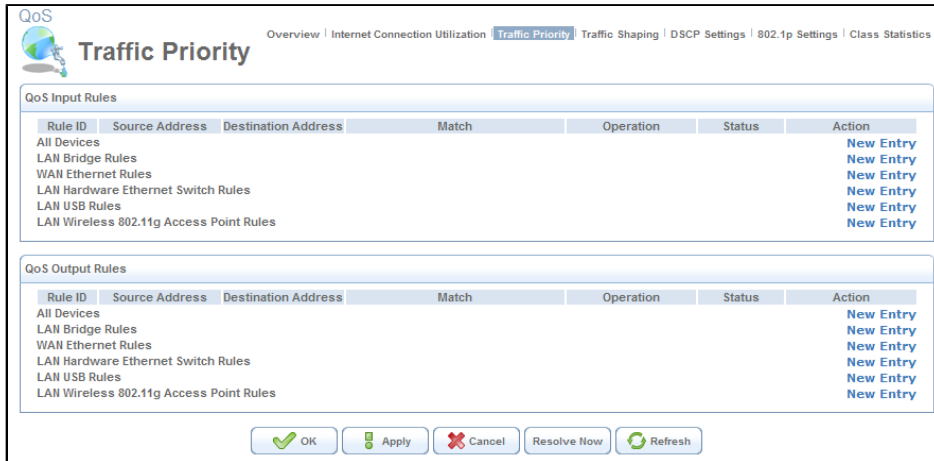 QoS
Traffic Priority
Overview | Internet Connection Utilization | Traffic Priority | Traffic Shaping | DSCP Settings | 802.1p Settings | Class Statistics
QoS Input Rules
Rule ID Source Address Destination Address Match Operation Status Action
All Devices New Entry
LAN Bridge Rules New Entry
WAN Ethernet Rules New Entry
LAN Hardware Ethernet Switch Rules New Entry
LAN USB Rules New Entry
LAN Wireless 802.11g Access Point Rules New Entry
QoS Output Rules
Rule ID Source Address Destination Address Match Operation Status Action
All Devices New Entry
LAN Bridge Rules New Entry
WAN Ethernet Rules New Entry
LAN Hardware Ethernet Switch Rules New Entry
LAN USB Rules New Entry
LAN Wireless 802.11g Access Point Rules New Entry
OK Apply Cancel Resolve Now Refresh